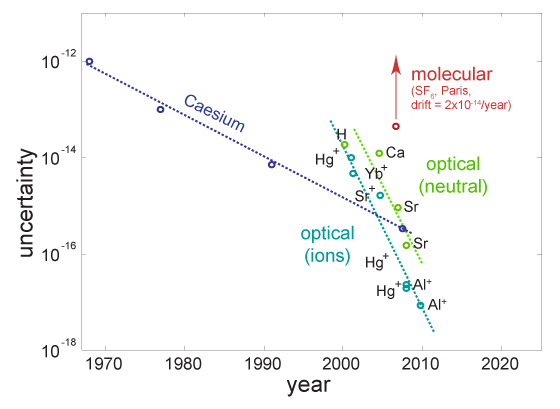 10⁻¹²
10⁻¹⁴
10⁻¹⁶
10⁻¹⁸
uncertainty
Caesium
molecular
(SF₆, Paris,
drift = 2x10⁻¹⁴/year)
H
Hg⁺
Ca
Yb⁺
optical
(neutral)
Sr⁺
Sr
optical
(ions)
Sr
Hg⁺
Hg⁺
Al⁺
Al⁺
1970
1980
1990
2000
2010
2020
year